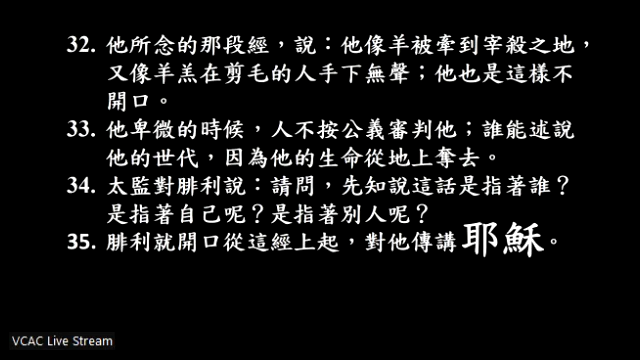 32. 他所念的那段經，說：他像羊被牽到宰殺之地，
又像羊羔在剪毛的人手下無聲；他也是這樣不
開口。
33. 他卑微的時候，人不按公義審判他；誰能述說
他的世代，因為他的生命從地上奪去。
34. 太監對腓利說：請問，先知說這話是指著誰？
是指著自己呢？是指著別人呢？
35. 腓利就開口從這經上起，對他傳講耶穌。
VCAC Live Stream